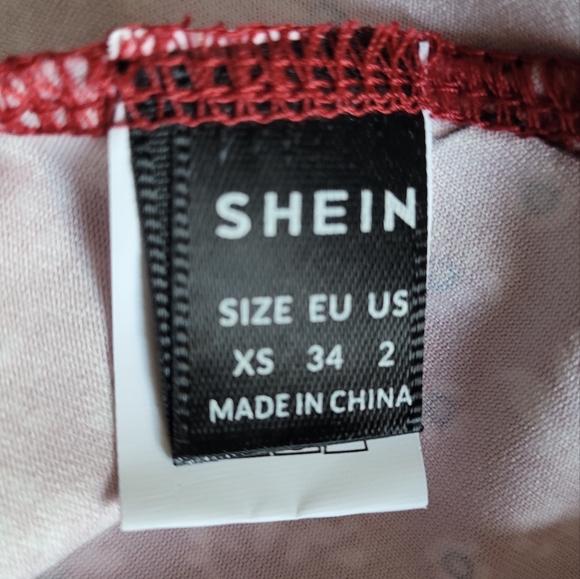 SHEIN
SIZE EU US
XS 34 2
MADE IN CHINA